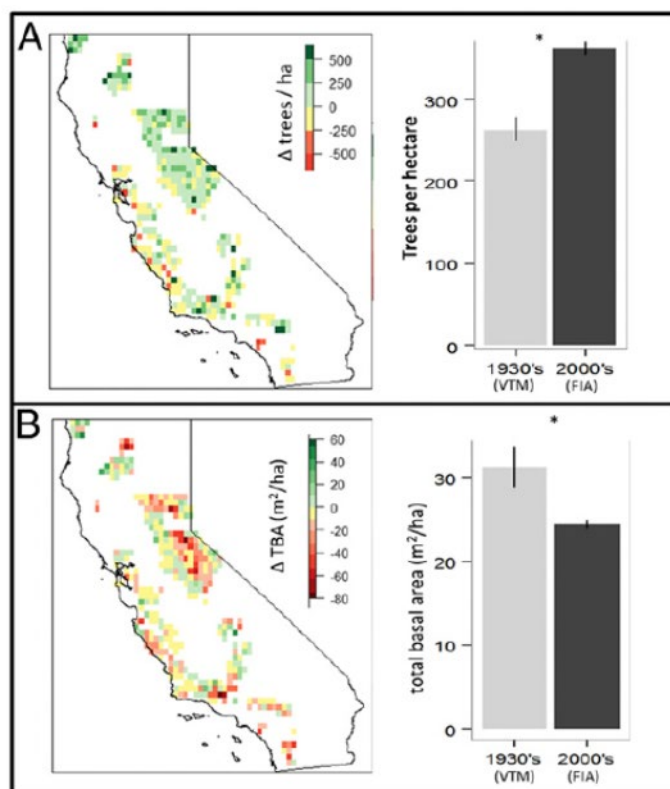 A
Δ trees / ha
500
250
0
-250
-500
*
Trees per hectare
300
200
100
0
1930's
(VTM)
2000's
(FIA)
B
Δ TBA (m²/ha)
60
40
20
0
-20
-40
-60
-80
*
total basal area (m²/ha)
30
20
10
0
1930's
(VTM)
2000's
(FIA)